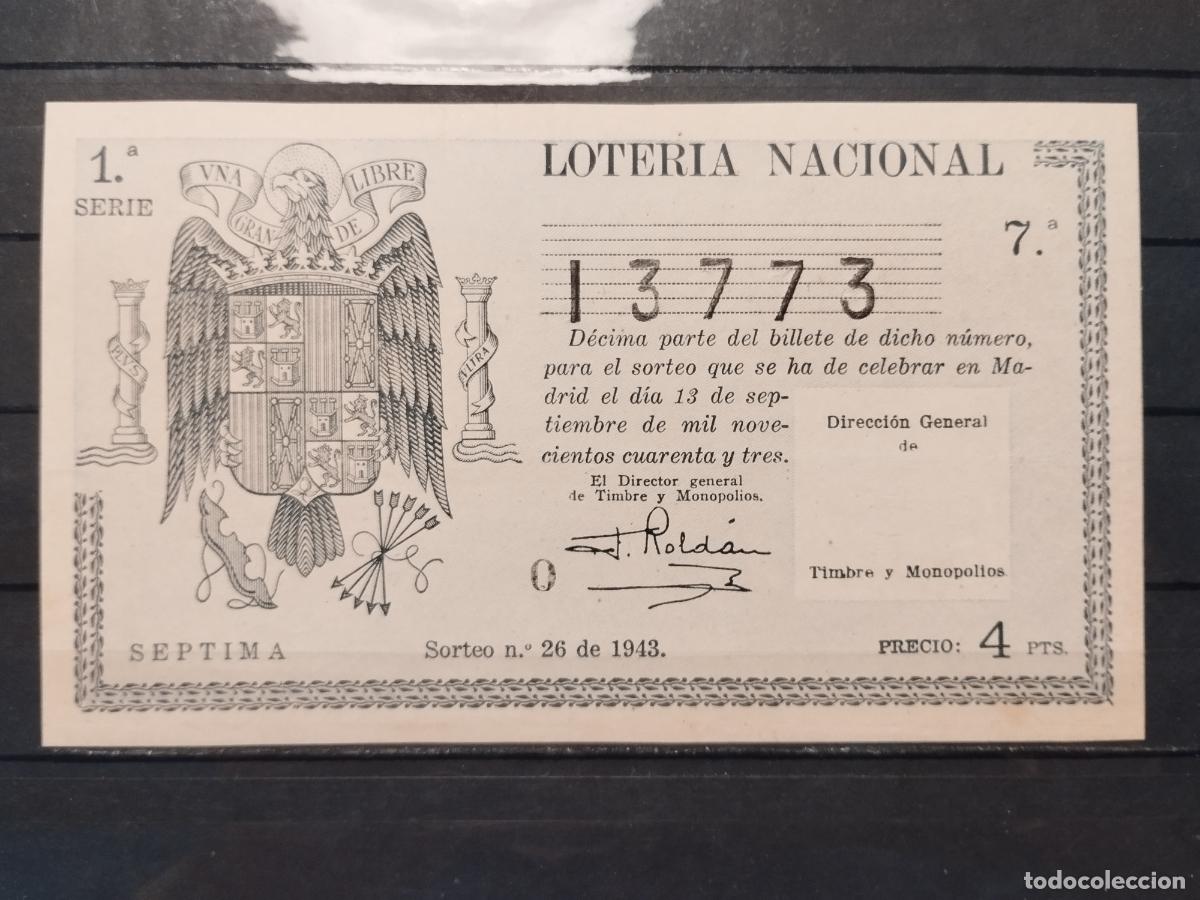 1.ª
SERIE
VNA
GRAN
DE
LIBRE
PLVS
VLTRA
LOTERIA NACIONAL
7.ª
13773
Décima parte del billete de dicho número,
para el sorteo que se ha de celebrar en Ma-
drid el día 13 de sep-
tiembre de mil nove-
cientos cuarenta y tres.
El Director general
de Timbre y Monopolios.
F. Roldán
0
Dirección General
de
Timbre y Monopolios
SEPTIMA
Sorteo n.º 26 de 1943.
PRECIO: 4 PTS.
todocoleccion